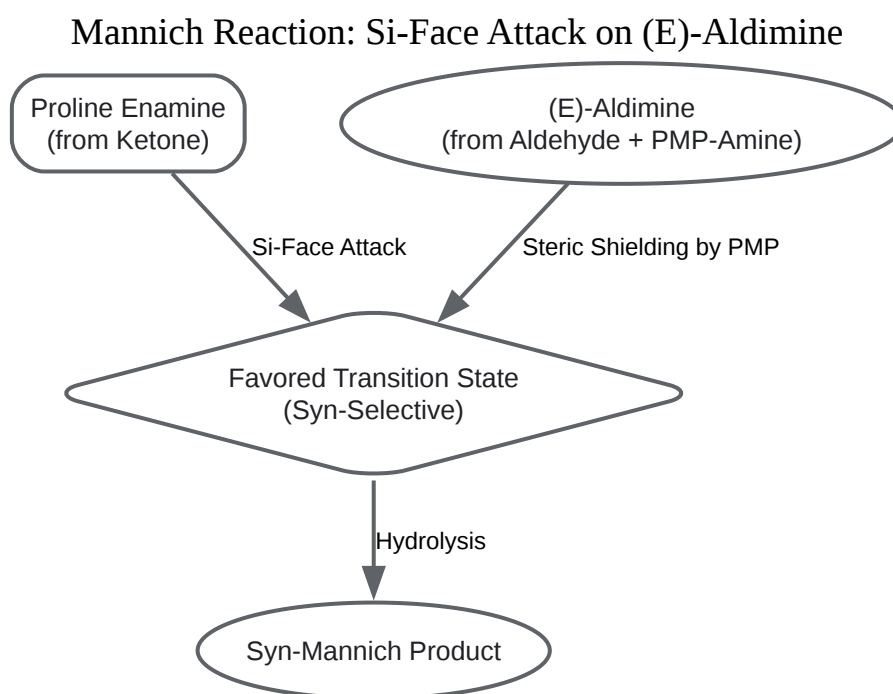 Mannich Reaction: Si-Face Attack on (E)-Aldimine
Proline Enamine
(from Ketone)
(E)-Aldimine
(from Aldehyde + PMP-Amine)
Si-Face Attack
Steric Shielding by PMP
Favored Transition State
(Syn-Selective)
Hydrolysis
Syn-Mannich Product